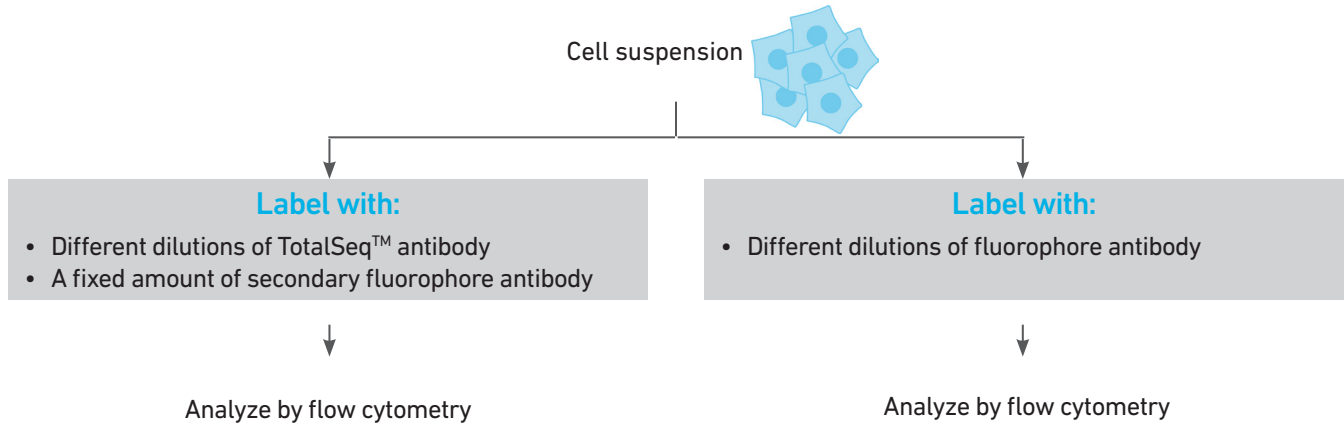 Cell suspension
Label with:
• Different dilutions of TotalSeq™ antibody
• A fixed amount of secondary fluorophore antibody
Analyze by flow cytometry
Label with:
• Different dilutions of fluorophore antibody
Analyze by flow cytometry